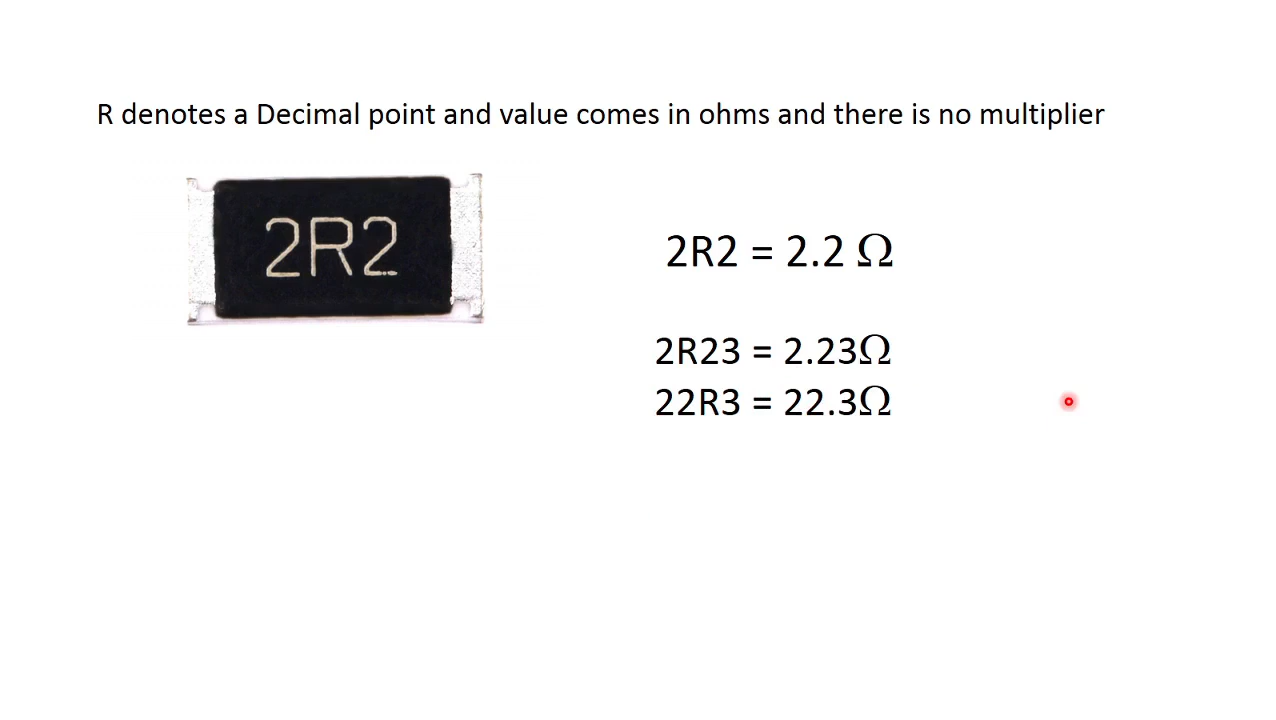 R denotes a Decimal point and value comes in ohms and there is no multiplier
2R2
2R2 = 2.2 Ω
2R23 = 2.23Ω
22R3 = 22.3Ω